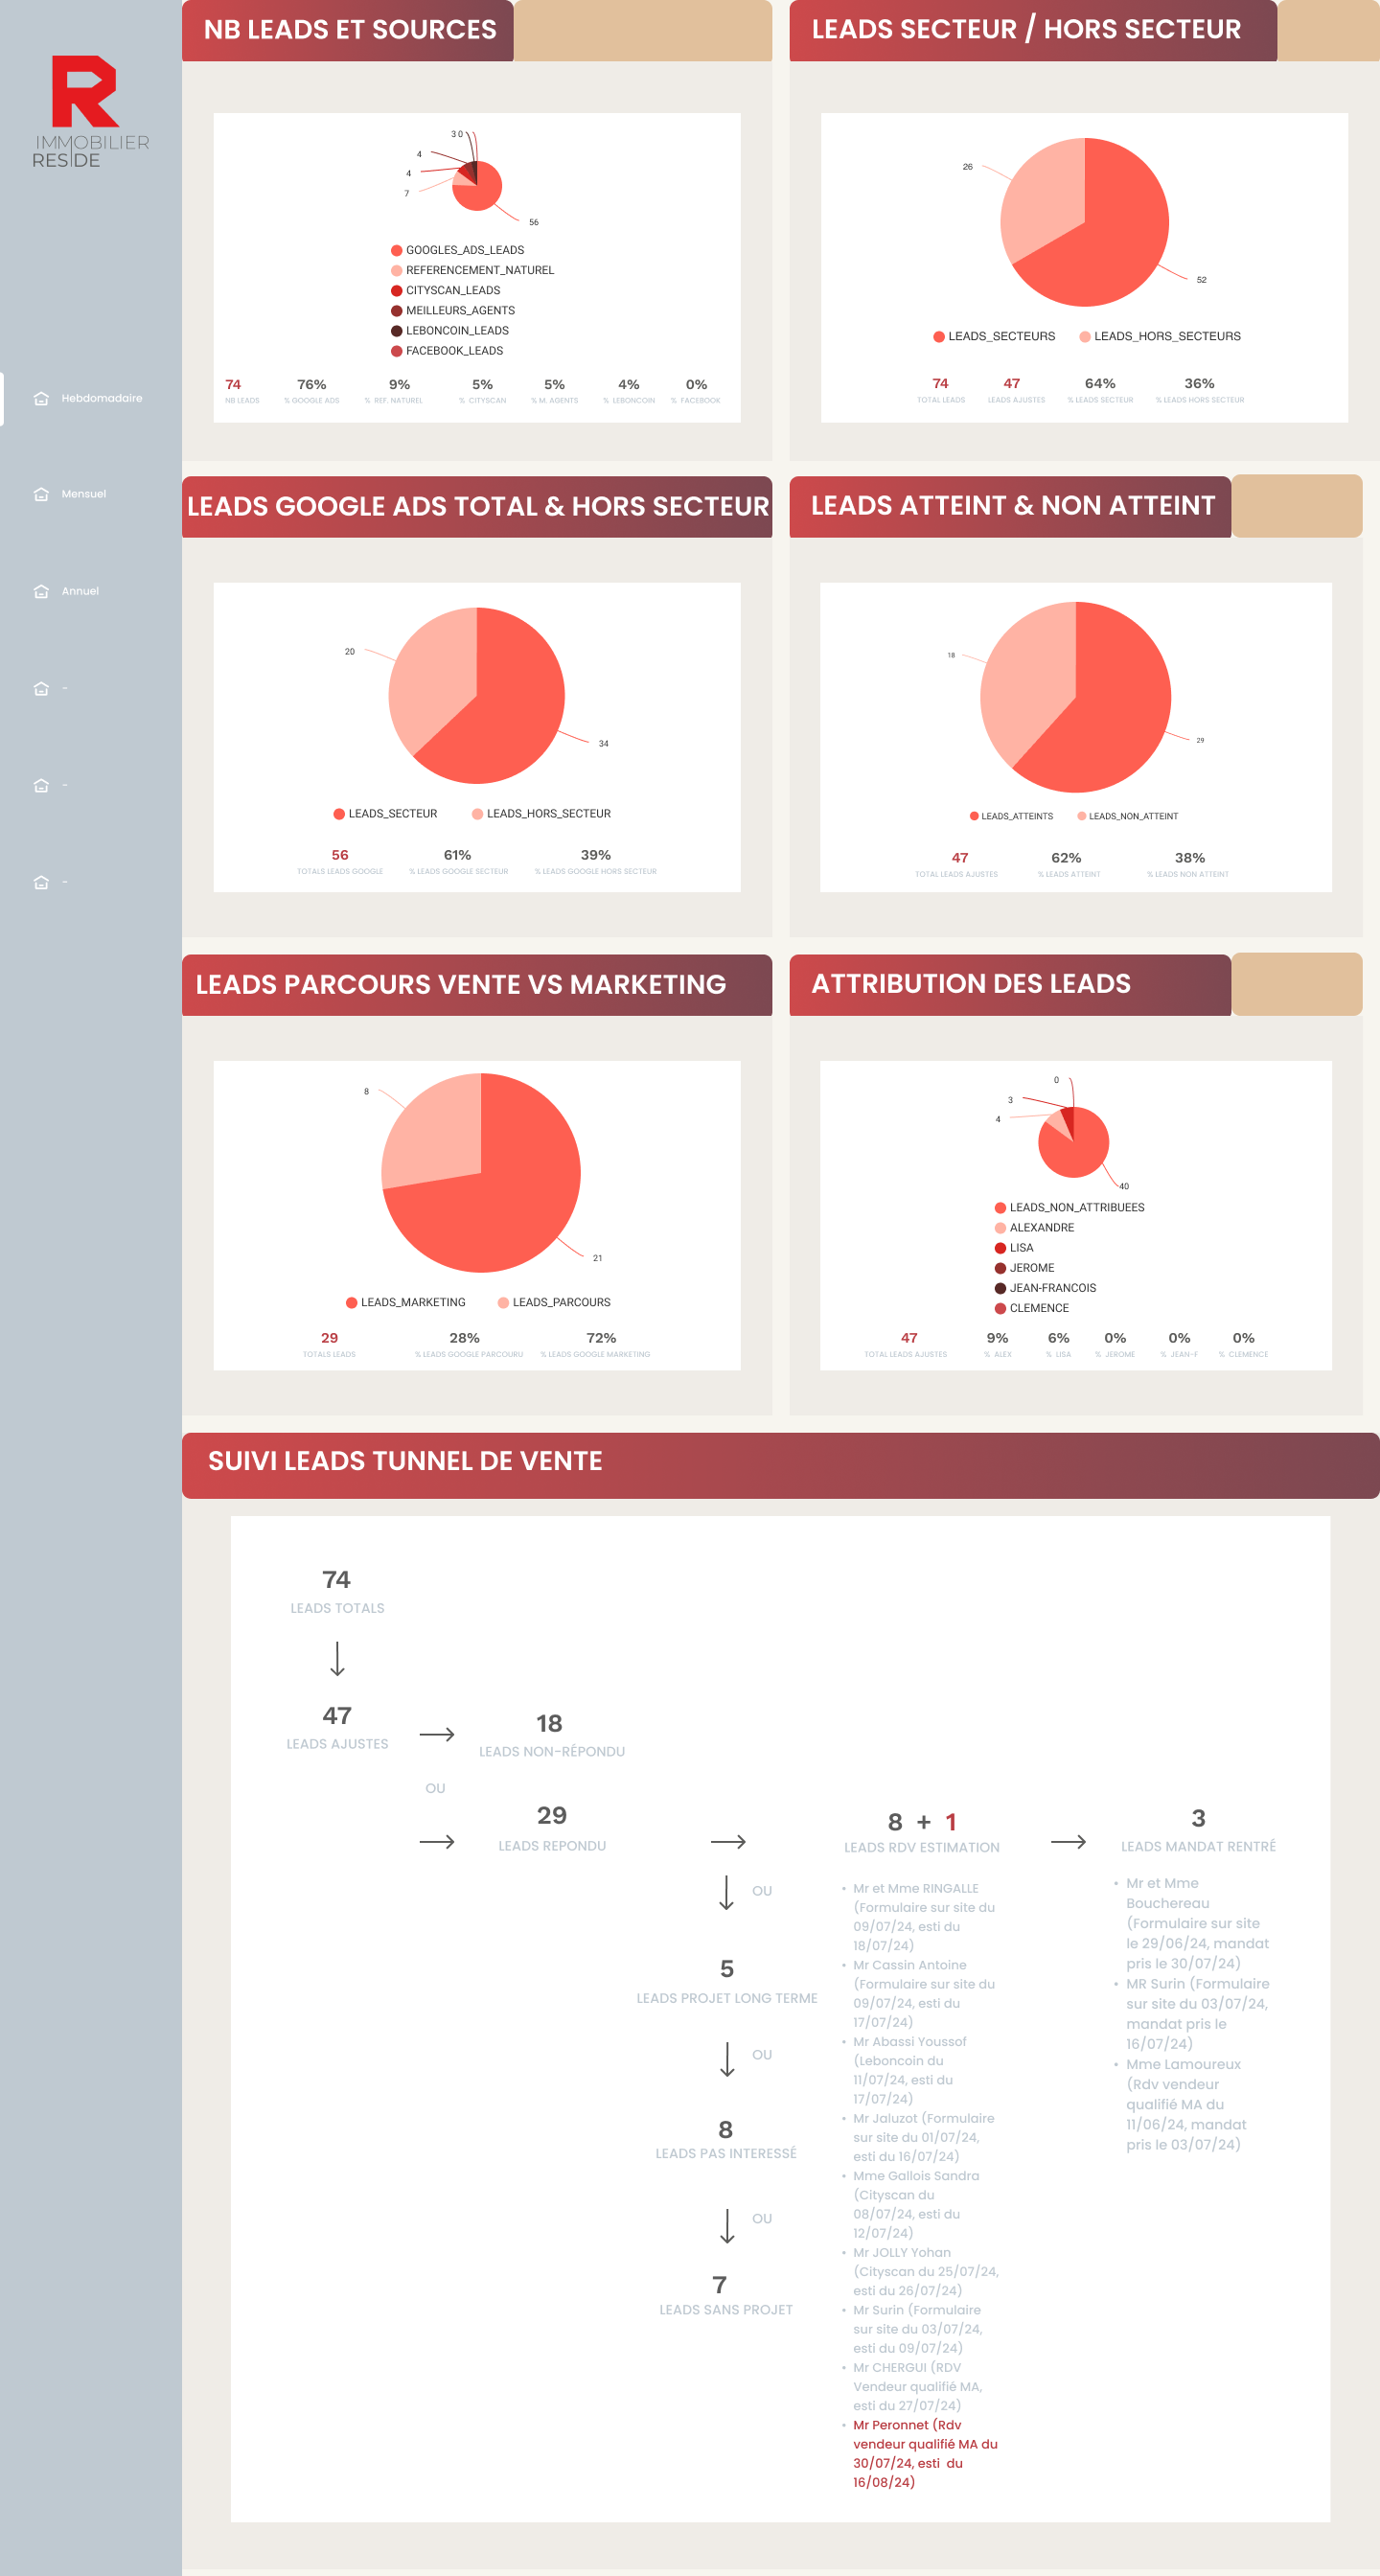 IMMOBILIER
RESIDE
Hebdomadaire
Mensuel
Annuel
-
-
-
NB LEADS ET SOURCES
3 0
4
4
7
56
GOOGLES_ADS_LEADS
REFERENCEMENT_NATUREL
CITYSCAN_LEADS
MEILLEURS_AGENTS
LEBONCOIN_LEADS
FACEBOOK_LEADS
74 76% 9% 5% 5% 4% 0%
NB LEADS % GOOGLE ADS % REF. NATUREL % CITYSCAN % M. AGENTS % LEBONCOIN % FACEBOOK
LEADS SECTEUR / HORS SECTEUR
26
52
LEADS_SECTEURS LEADS_HORS_SECTEURS
74 47 64% 36%
TOTAL LEADS LEADS AJUSTES % LEADS SECTEUR % LEADS HORS SECTEUR
LEADS GOOGLE ADS TOTAL & HORS SECTEUR
20
34
LEADS_SECTEUR LEADS_HORS_SECTEUR
56 61% 39%
TOTALS LEADS GOOGLE % LEADS GOOGLE SECTEUR % LEADS GOOGLE HORS SECTEUR
LEADS ATTEINT & NON ATTEINT
18
29
LEADS_ATTEINTS LEADS_NON_ATTEINT
47 62% 38%
TOTAL LEADS AJUSTES % LEADS ATTEINT % LEADS NON ATTEINT
LEADS PARCOURS VENTE VS MARKETING
8
21
LEADS_MARKETING LEADS_PARCOURS
29 28% 72%
TOTALS LEADS % LEADS GOOGLE PARCOURU % LEADS GOOGLE MARKETING
ATTRIBUTION DES LEADS
0
3
4
40
LEADS_NON_ATTRIBUEES
ALEXANDRE
LISA
JEROME
JEAN-FRANCOIS
CLEMENCE
47 9% 6% 0% 0% 0%
TOTAL LEADS AJUSTES % ALEX % LISA % JEROME % JEAN-F % CLEMENCE
SUIVI LEADS TUNNEL DE VENTE
74
LEADS TOTALS
47
LEADS AJUSTES
18
LEADS NON-RÉPONDU
OU
29
LEADS REPONDU
OU
5
LEADS PROJET LONG TERME
OU
8
LEADS PAS INTERESSÉ
OU
7
LEADS SANS PROJET
8 + 1
LEADS RDV ESTIMATION
• Mr et Mme RINGALLE
(Formulaire sur site du
09/07/24, esti du
18/07/24)
• Mr Cassin Antoine
(Formulaire sur site du
09/07/24, esti du
17/07/24)
• Mr Abassi Youssof
(Leboncoin du
11/07/24, esti du
17/07/24)
• Mr Jaluzot (Formulaire
sur site du 01/07/24,
esti du 16/07/24)
• Mme Gallois Sandra
(Cityscan du
08/07/24, esti du
12/07/24)
• Mr JOLLY Yohan
(Cityscan du 25/07/24,
esti du 26/07/24)
• Mr Surin (Formulaire
sur site du 03/07/24,
esti du 09/07/24)
• Mr CHERGUI (RDV
Vendeur qualifié MA,
esti du 27/07/24)
• Mr Peronnet (Rdv
vendeur qualifié MA du
30/07/24, esti du
16/08/24)
3
LEADS MANDAT RENTRÉ
• Mr et Mme
Bouchereau
(Formulaire sur site
le 29/06/24, mandat
pris le 30/07/24)
• MR Surin (Formulaire
sur site du 03/07/24,
mandat pris le
16/07/24)
• Mme Lamoureux
(Rdv vendeur
qualifié MA du
11/06/24, mandat
pris le 03/07/24)